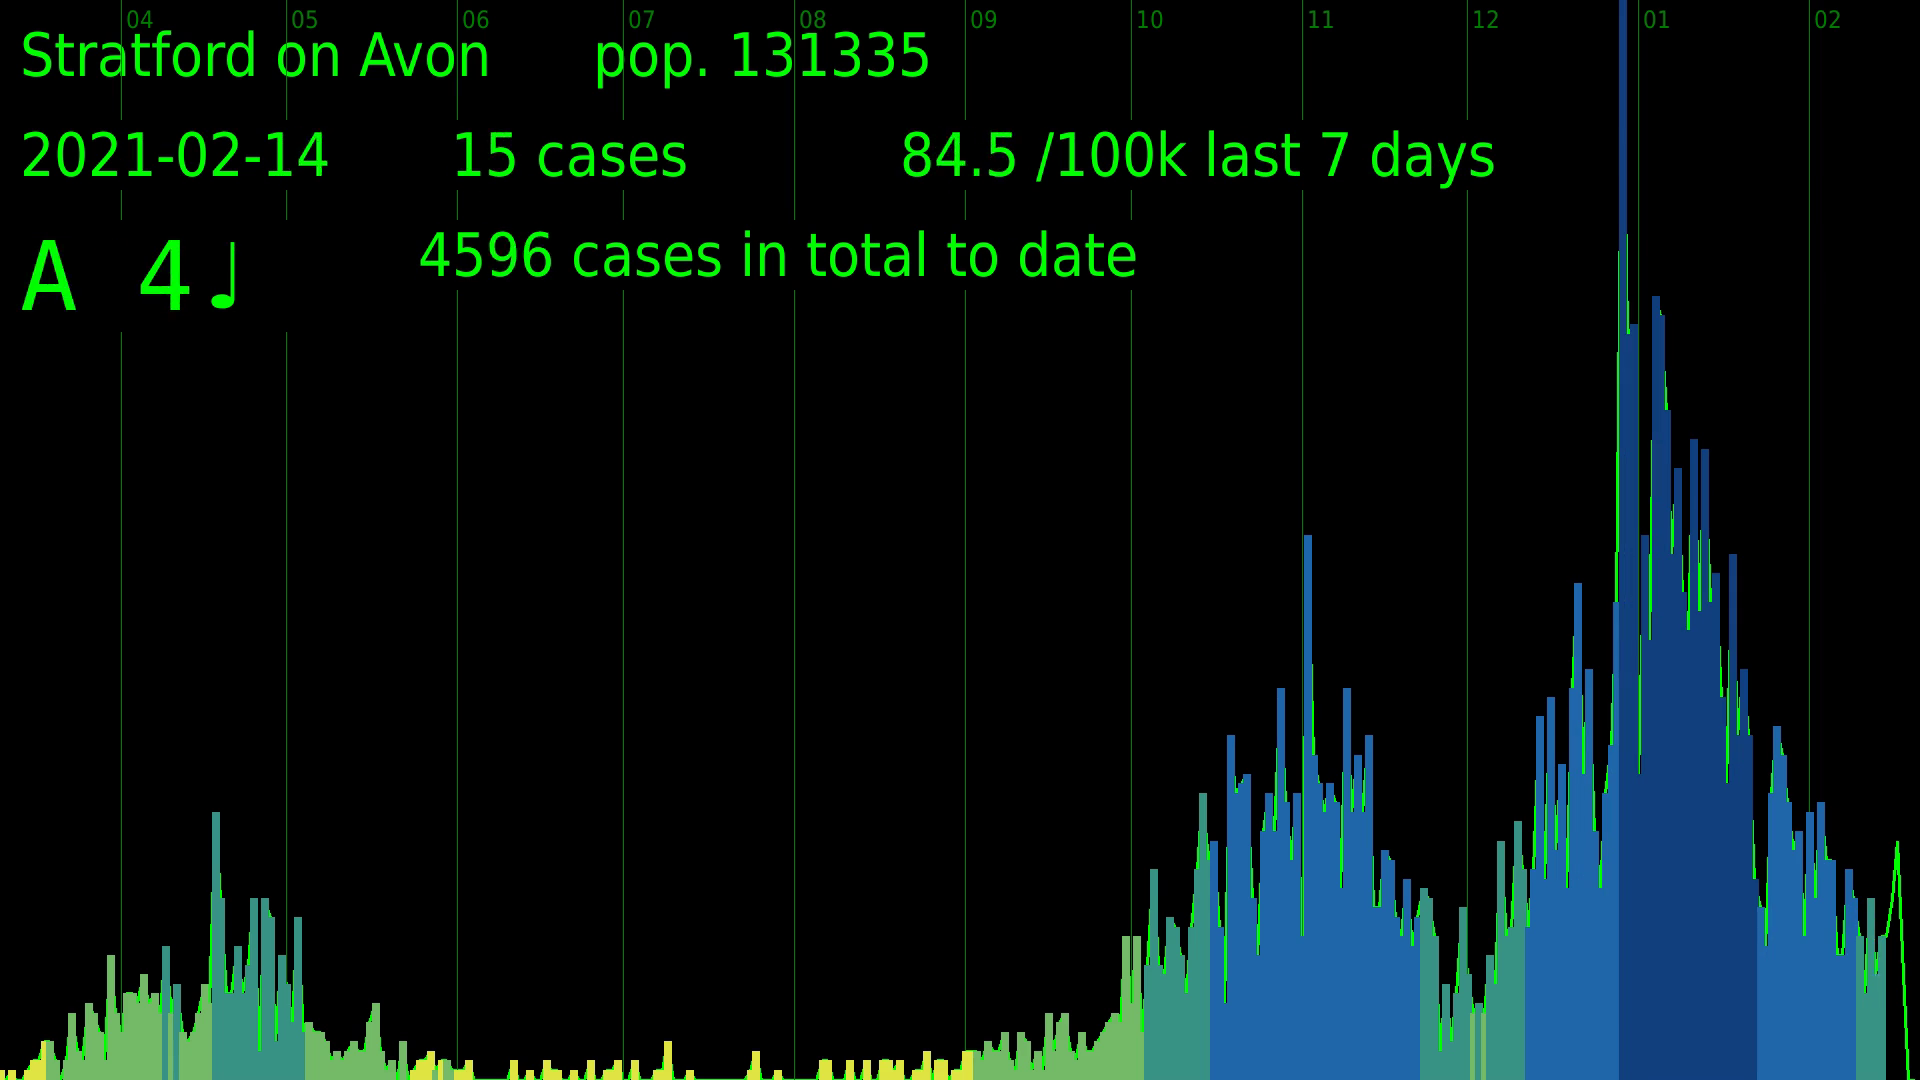 04 05 06 07 08 09 10 11 12 01 02
Stratford on Avon pop. 131335
2021-02-14 15 cases 84.5 /100k last 7 days
A 4♩ 4596 cases in total to date